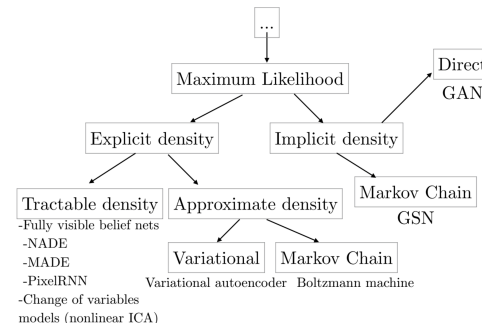 ...
Maximum Likelihood
Direct
GAN
Explicit density
Implicit density
Tractable density
-Fully visible belief nets
-NADE
-MADE
-PixelRNN
-Change of variables
models (nonlinear ICA)
Approximate density
Variational
Variational autoencoder
Markov Chain
Boltzmann machine
Markov Chain
GSN